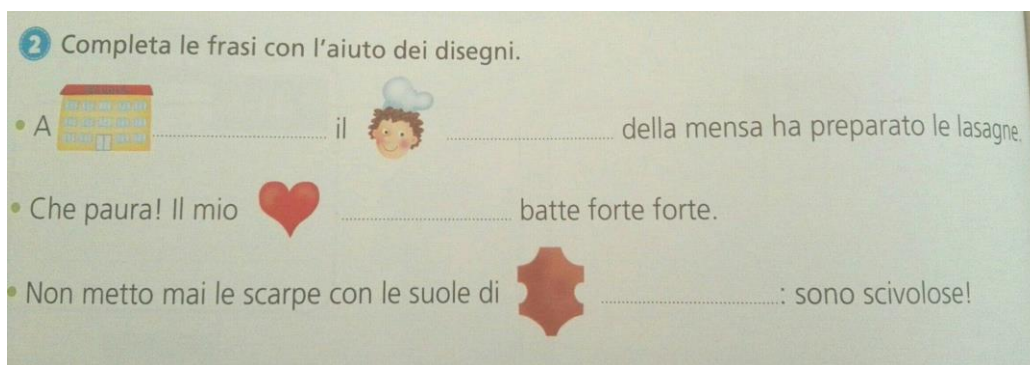 2 Completa le frasi con l'aiuto dei disegni.
• A ........................ il ........................ della mensa ha preparato le lasagne.
• Che paura! Il mio ........................ batte forte forte.
• Non metto mai le scarpe con le suole di ........................: sono scivolose!